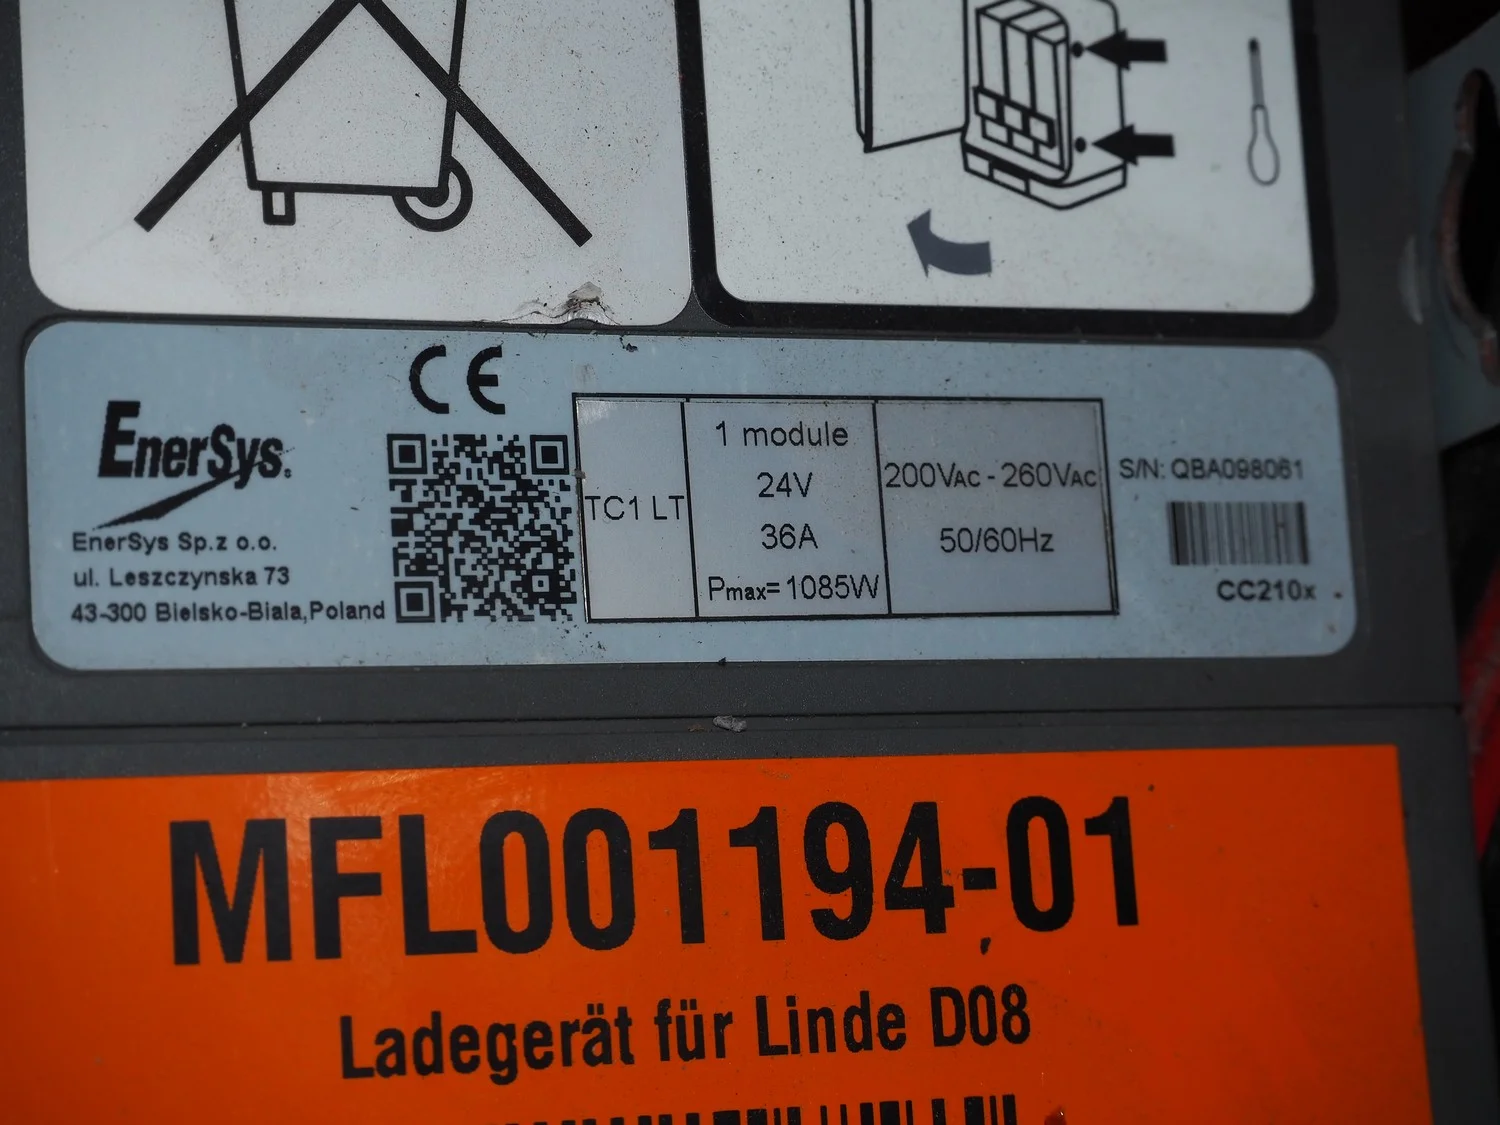 CE
EnerSys
EnerSys Sp.z o.o.
ul. Leszczynska 73
43-300 Bielsko-Biala,Poland
TC1 LT
1 module
24V
36A
Pmax=1085W
200VAC - 260VAC
50/60Hz
S/N: QBA098061
CC210x
MFL001194-01
Ladegerät für Linde D08